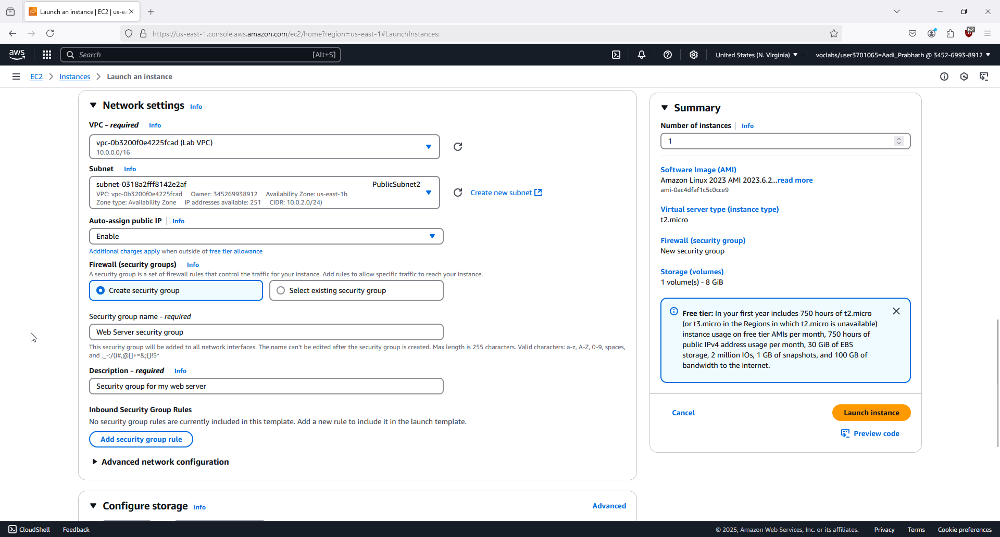 Launch an instance | EC2 | us-ea
https://us-east-1.console.aws.amazon.com/ec2/home?region=us-east-1#LaunchInstances:
62
aws
Search
[Alt+S]
United States (N. Virginia)
voclabs/user3701065=Aadi_Prabhath @ 3452-6993-8912
EC2
Instances
Launch an instance
Network settings Info
VPC - required Info
vpc-0b3200f0e4225fcad (Lab VPC)
10.0.0.0/16
Subnet Info
subnet-0318a2fff8142e2af PublicSubnet2
VPC: vpc-0b3200f0e4225fcad Owner: 345269938912 Availability Zone: us-east-1b
Zone type: Availability Zone IP addresses available: 251 CIDR: 10.0.2.0/24)
Create new subnet
Auto-assign public IP Info
Enable
Additional charges apply when outside of free tier allowance
Firewall (security groups) Info
A security group is a set of firewall rules that control the traffic for your instance. Add rules to allow specific traffic to reach your instance.
Create security group
Select existing security group
Security group name - required
Web Server security group
This security group will be added to all network interfaces. The name can't be edited after the security group is created. Max length is 255 characters. Valid characters: a-z, A-Z, 0-9, spaces,
and ._-:/()#,@[]+=&;{}!$*
Description - required Info
Security group for my web server
Inbound Security Group Rules
No security group rules are currently included in this template. Add a new rule to include it in the launch template.
Add security group rule
Advanced network configuration
Configure storage Info
Advanced
Summary
Number of instances Info
1
Software Image (AMI)
Amazon Linux 2023 AMI 2023.6.2...read more
ami-0ac4dfaf1c5c0cce9
Virtual server type (instance type)
t2.micro
Firewall (security group)
New security group
Storage (volumes)
1 volume(s) - 8 GiB
Free tier: In your first year includes 750 hours of t2.micro
(or t3.micro in the Regions in which t2.micro is unavailable)
instance usage on free tier AMIs per month, 750 hours of
public IPv4 address usage per month, 30 GiB of EBS
storage, 2 million IOs, 1 GB of snapshots, and 100 GB of
bandwidth to the internet.
Cancel
Launch instance
Preview code
CloudShell
Feedback
© 2025, Amazon Web Services, Inc. or its affiliates.
Privacy
Terms
Cookie preferences